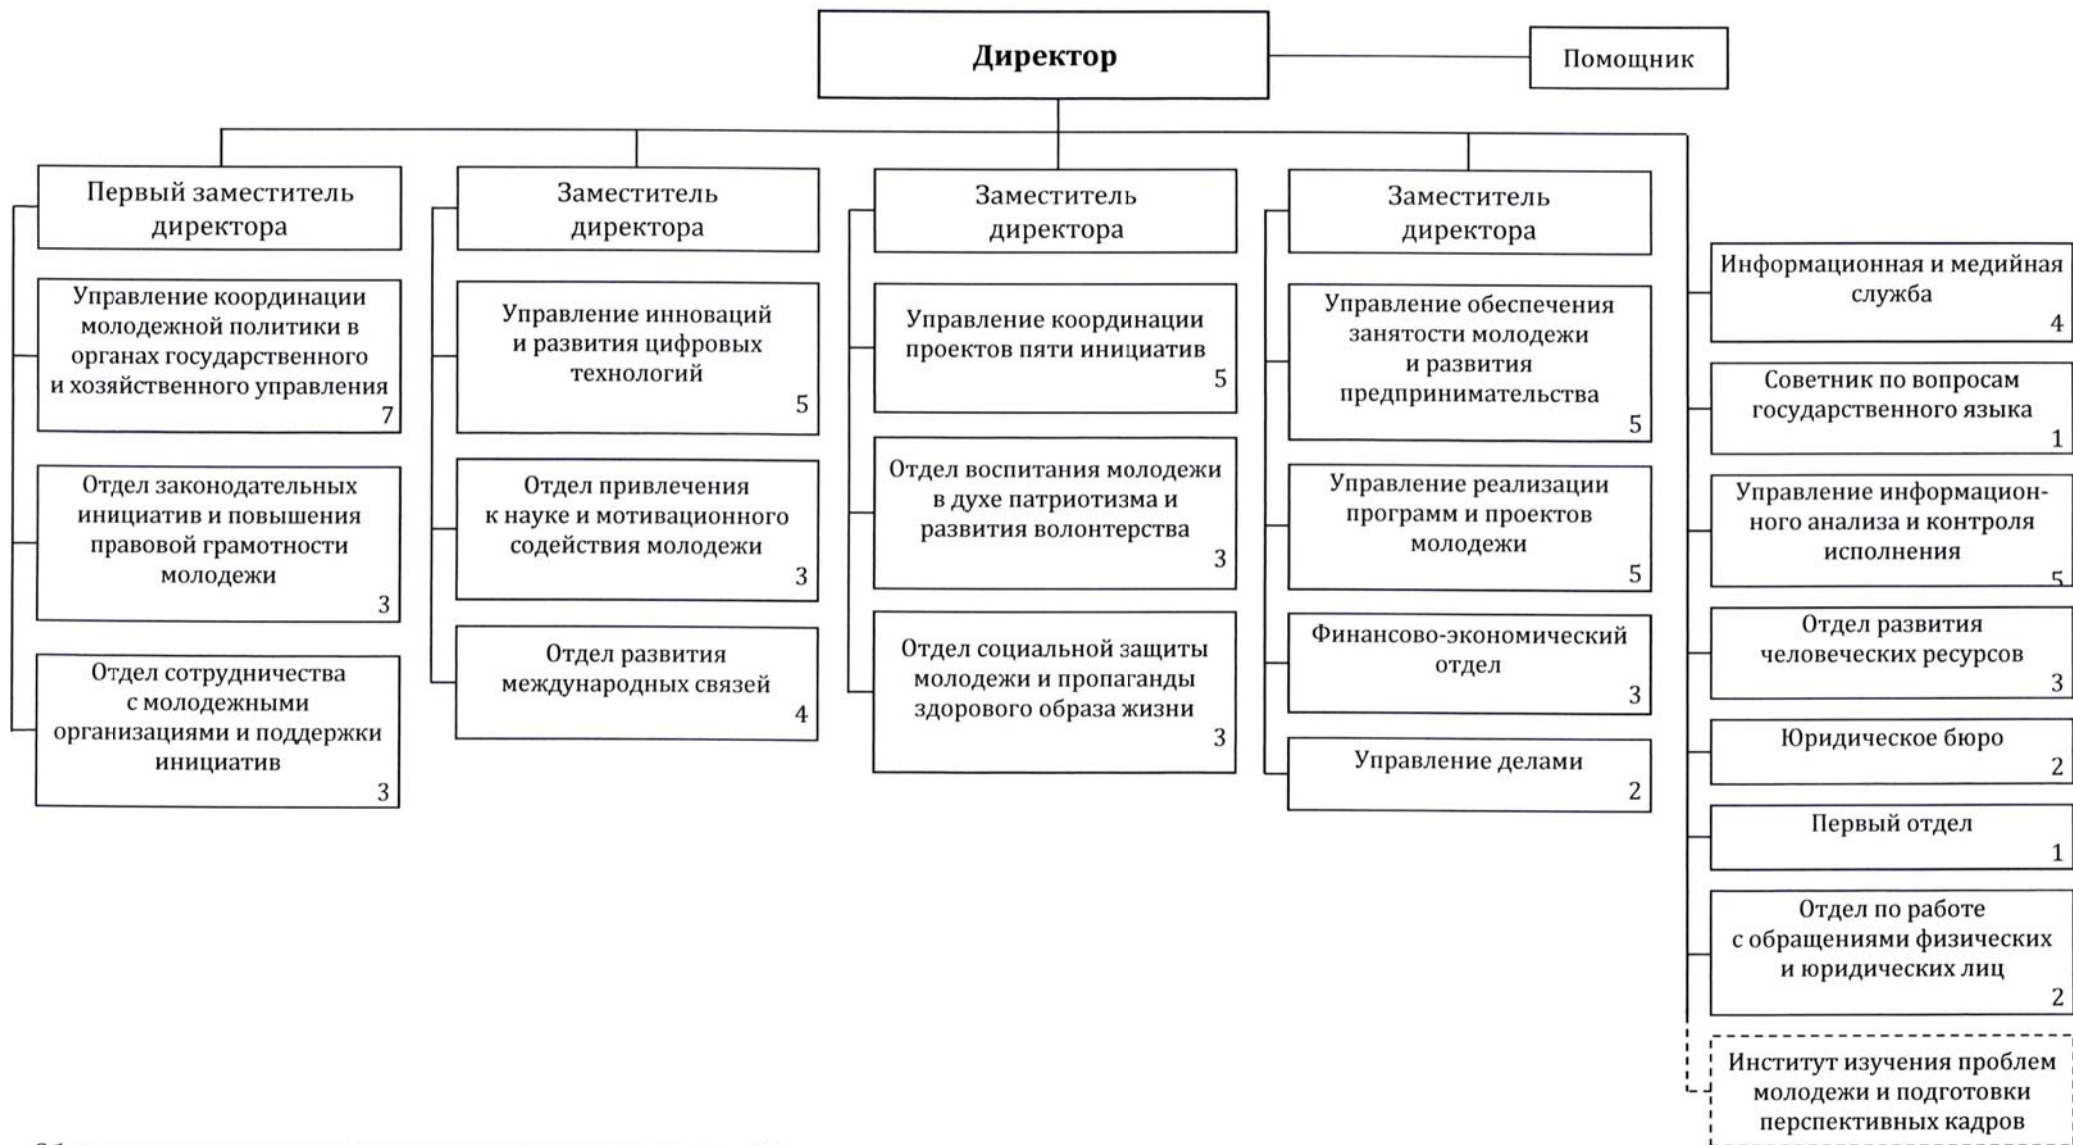 Директор
Помощник
Первый заместитель
директора
Управление координации
молодежной политики в
органах государственного
и хозяйственного управления
7
Отдел законодательных
инициатив и повышения
правовой грамотности
молодежи
3
Отдел сотрудничества
с молодежными
организациями и поддержки
инициатив
3
Заместитель
директора
Управление инноваций
и развития цифровых
технологий
5
Отдел привлечения
к науке и мотивационного
содействия молодежи
3
Отдел развития
международных связей
4
Заместитель
директора
Управление координации
проектов пяти инициатив
5
Отдел воспитания молодежи
в духе патриотизма и
развития волонтерства
3
Отдел социальной защиты
молодежи и пропаганды
здорового образа жизни
3
Заместитель
директора
Управление обеспечения
занятости молодежи
и развития
предпринимательства
5
Управление реализации
программ и проектов
молодежи
5
Финансово-экономический
отдел
3
Управление делами
2
Информационная и медийная
служба
4
Советник по вопросам
государственного языка
1
Управление информацион-
ного анализа и контроля
исполнения
5
Отдел развития
человеческих ресурсов
3
Юридическое бюро
2
Первый отдел
1
Отдел по работе
с обращениями физических
и юридических лиц
2
Институт изучения проблем
молодежи и подготовки
перспективных кадров